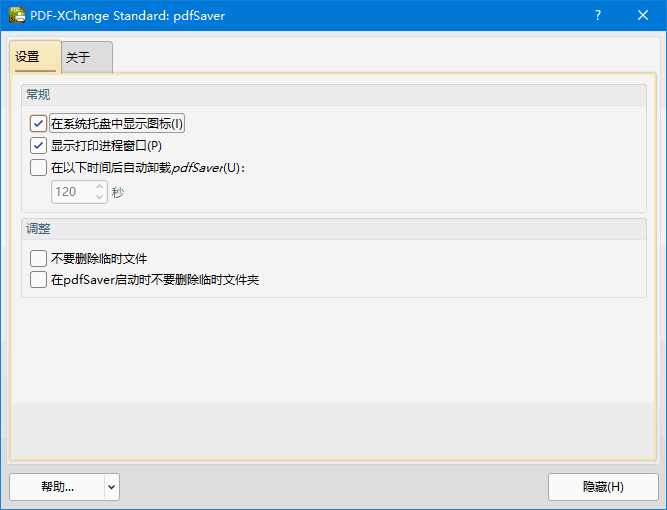 PDF-XChange Standard: pdfSaver
设置 关于
常规
在系统托盘中显示图标(I)
显示打印进程窗口(P)
在以下时间后自动卸载pdfSaver(U):
120 秒
调整
不要删除临时文件
在pdfSaver启动时不要删除临时文件夹
帮助... 隐藏(H)